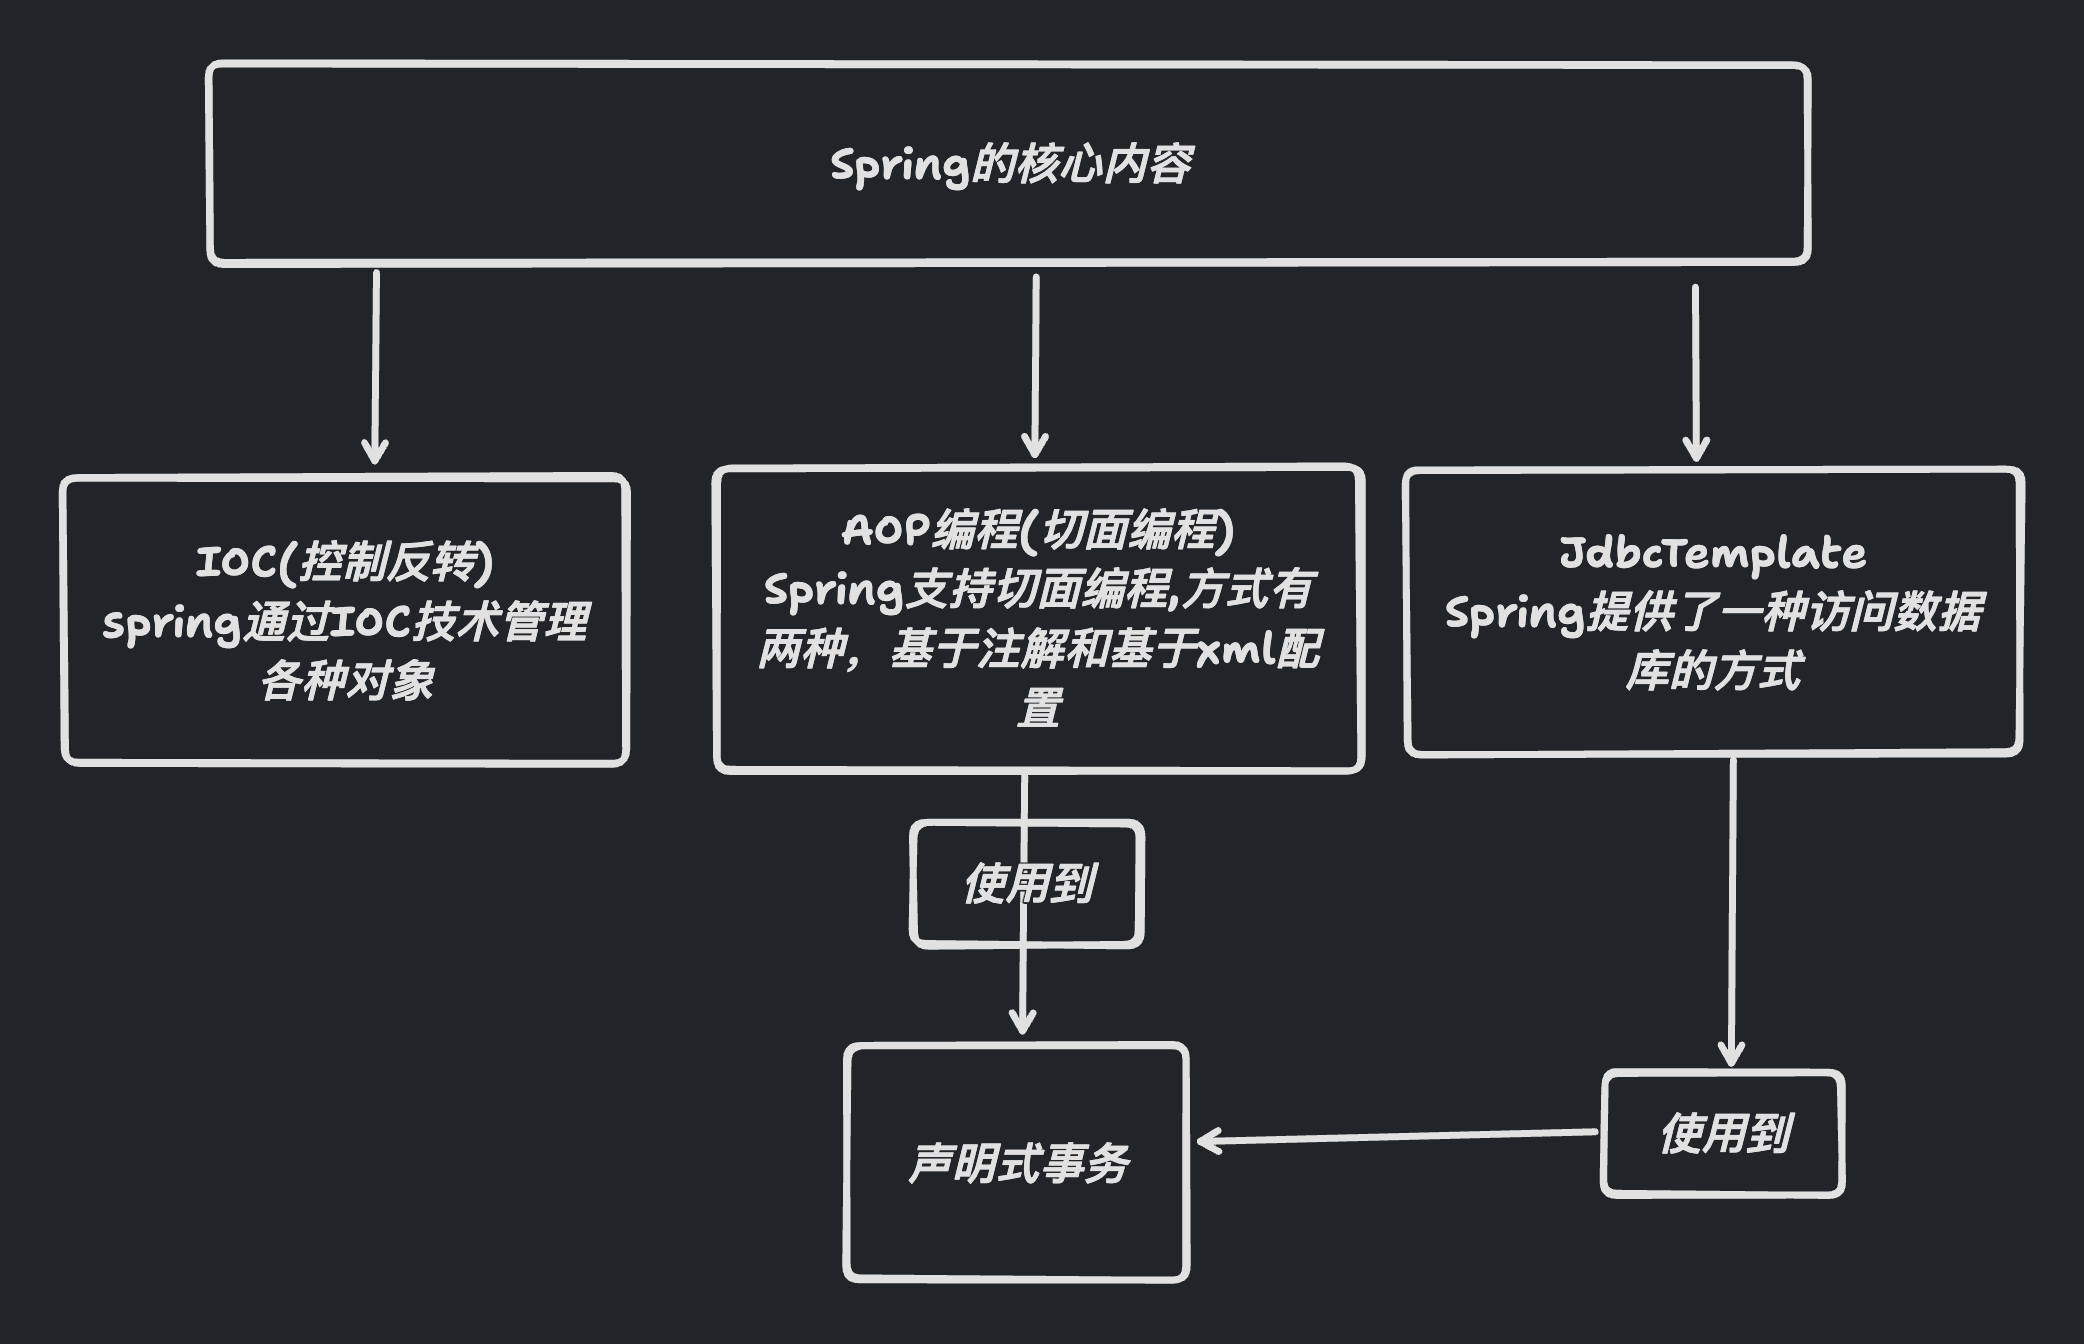 Spring的核心内容
IOC(控制反转)
spring通过IOC技术管理
各种对象
AOP编程(切面编程)
Spring支持切面编程,方式有
两种，基于注解和基于xml配
置
JdbcTemplate
Spring提供了一种访问数据
库的方式
使用到
声明式事务
使用到